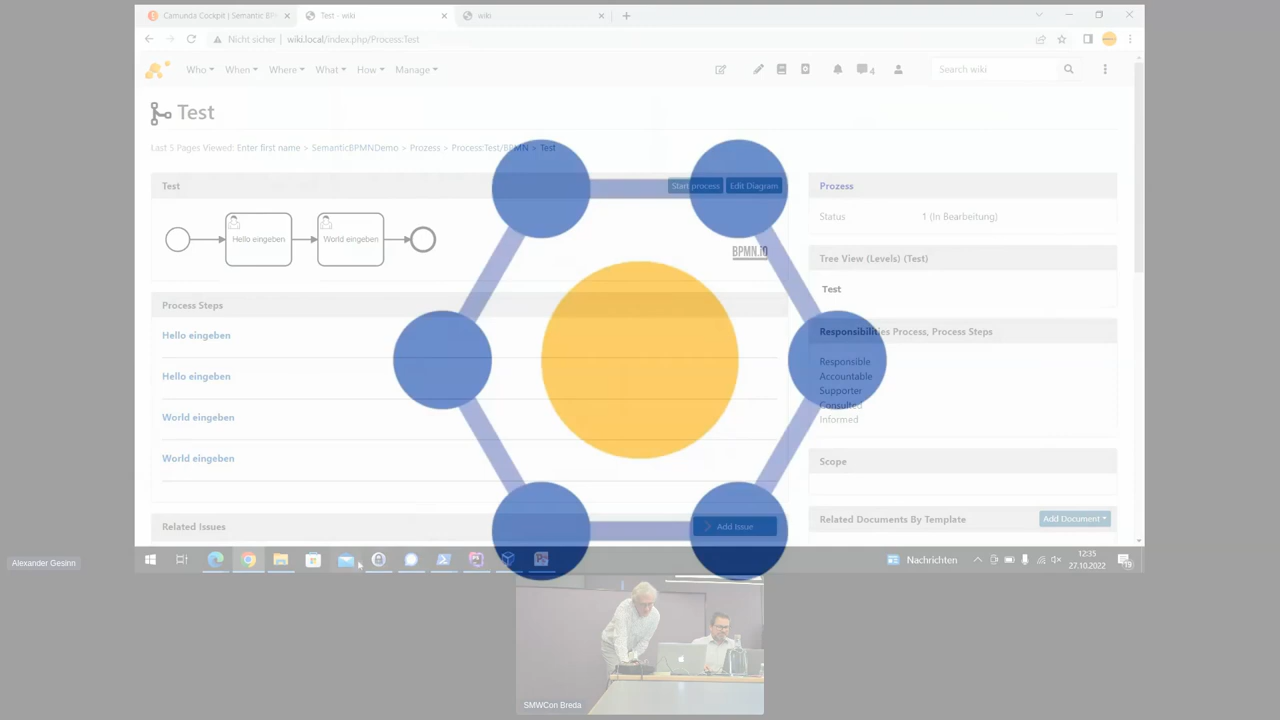 Camunda Cockpit | Semantic BPM
Test - wiki
wiki
Nicht sicher
wiki.local/index.php/Process:Test
Who
When
Where
What
How
Manage
4
Search wiki
Test
Last 5 Pages Viewed: Enter first name > SemanticBPMNDemo > Prozess > Process:Test/BPMN > Test
Test
Start process
Edit Diagram
Hello eingeben
World eingeben
BPMN.iO
Process Steps
Hello eingeben
Hello eingeben
World eingeben
World eingeben
Related Issues
Add Issue
Prozess
Status
1 (In Bearbeitung)
Tree View (Levels) (Test)
Test
Responsibilities Process, Process Steps
Responsible
Accountable
Supporter
Consulted
Informed
Scope
Related Documents By Template
Add Document
Alexander Gesinn
Nachrichten
12:35
27.10.2022
19
SMWCon Breda